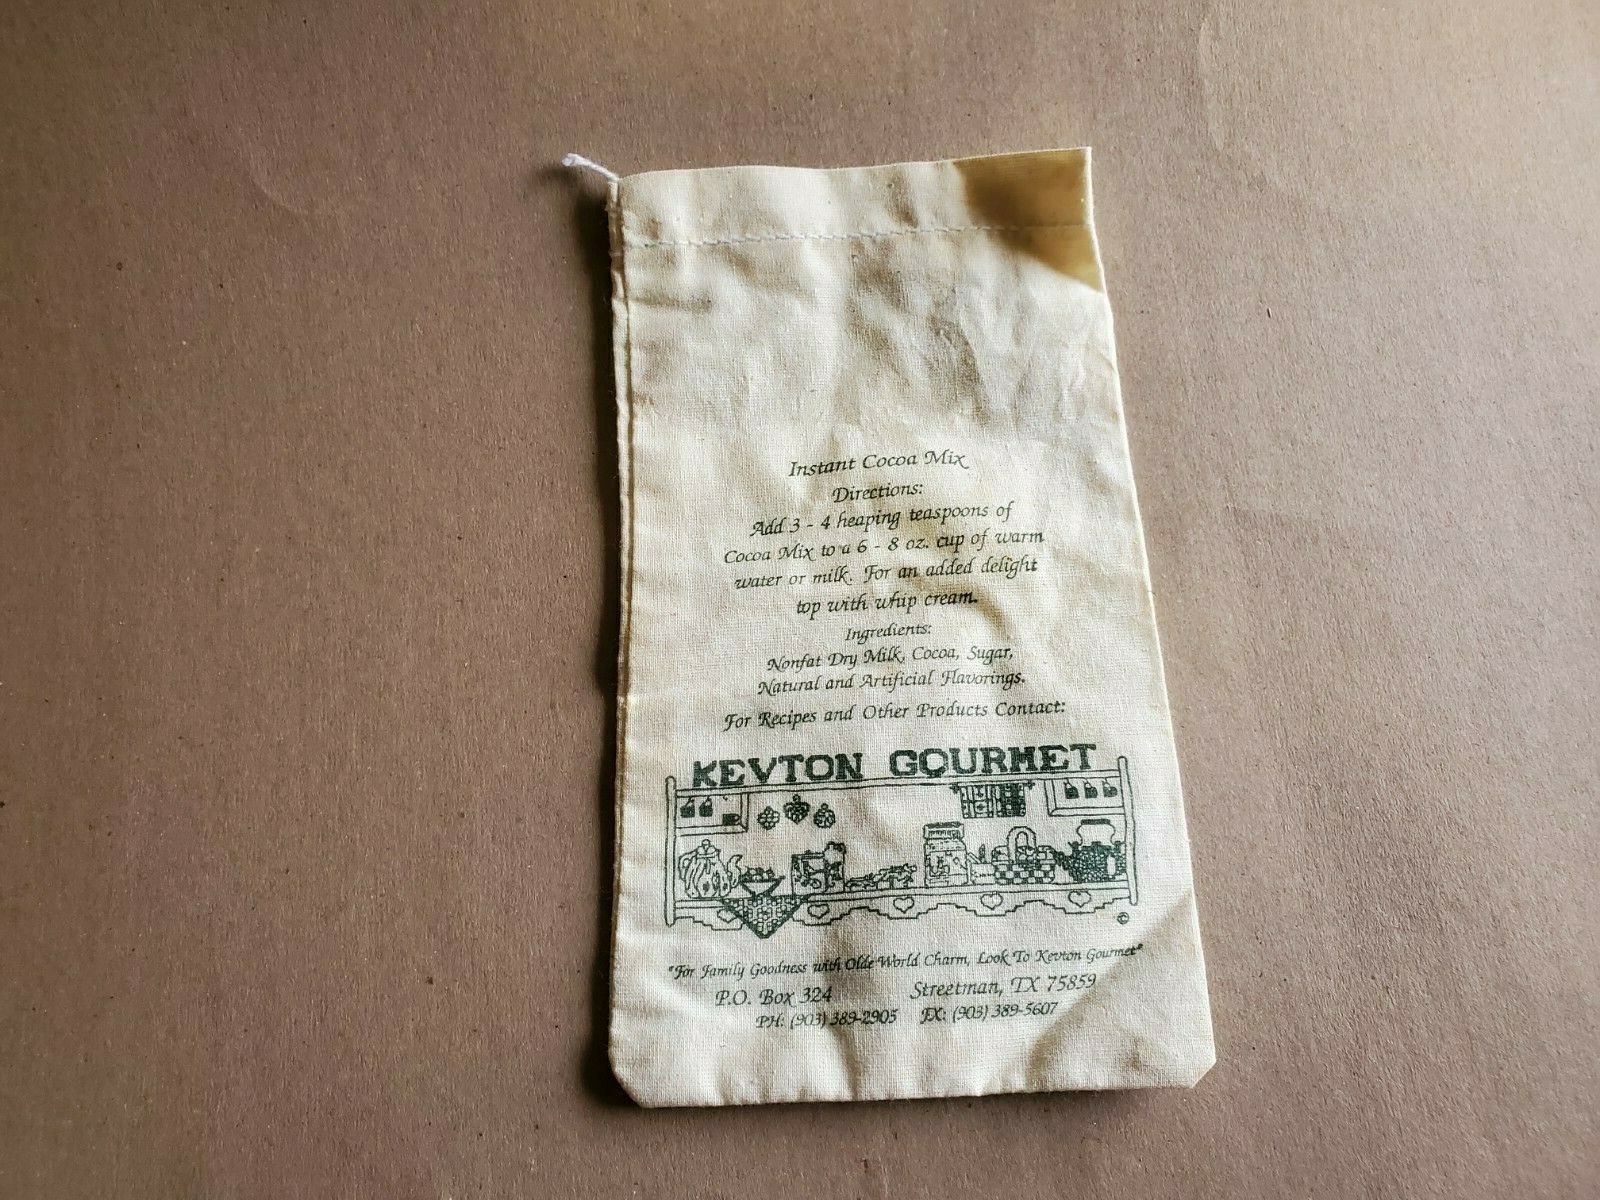 Instant Cocoa Mix
Directions:
Add 3 - 4 heaping teaspoons of
Cocoa Mix to a 6 - 8 oz. cup of warm
water or milk. For an added delight
top with whip cream.
Ingredients:
Nonfat Dry Milk, Cocoa, Sugar,
Natural and Artificial Flavorings.
For Recipes and Other Products Contact:
KEVTON GOURMET
©
"For Family Goodness with Olde World Charm, Look To Kevton Gourmet"
P.O. Box 324 Streetman, TX 75859
PH: (903) 389-2905 FX: (903) 389-5607